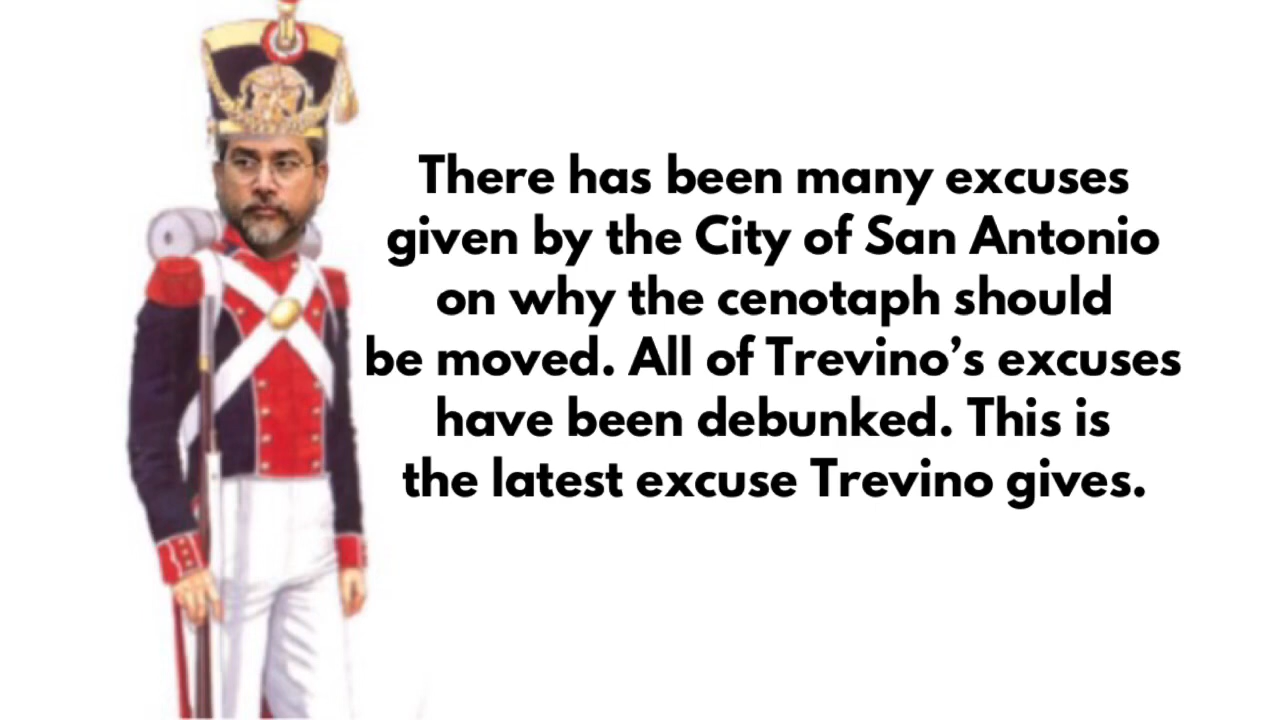 There has been many excuses
given by the City of San Antonio
on why the cenotaph should
be moved. All of Trevino’s excuses
have been debunked. This is
the latest excuse Trevino gives.